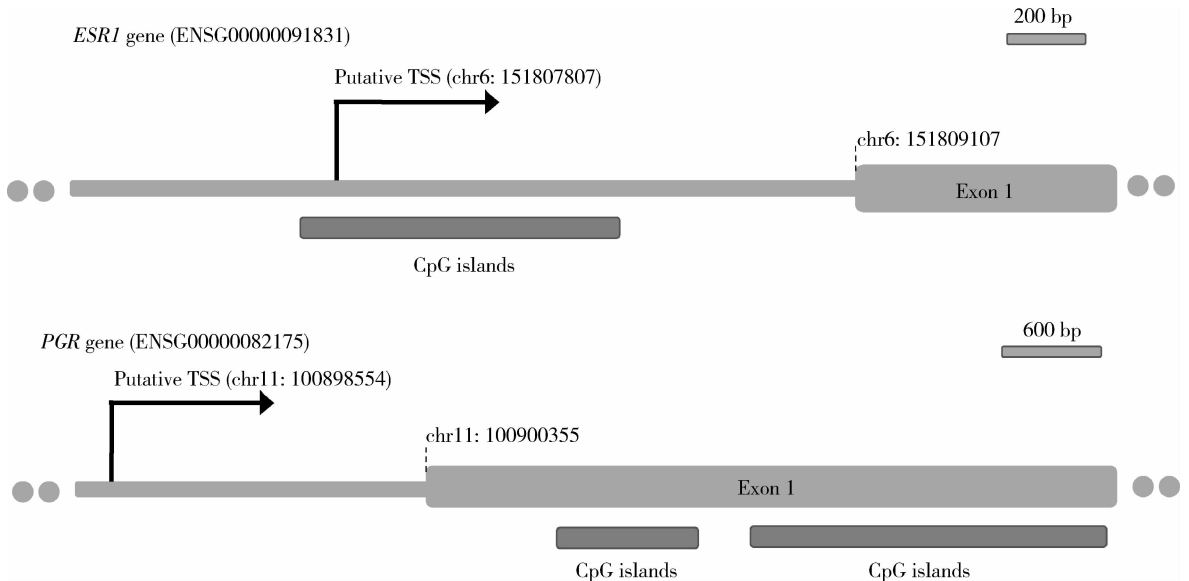 200 bp
ESR1 gene (ENSG00000091831)
Putative TSS (chr6: 151807807)
chr6: 151809107
Exon 1
CpG islands
600 bp
PGR gene (ENSG00000082175)
Putative TSS (chr11: 100898554)
chr11: 100900355
Exon 1
CpG islands
CpG islands